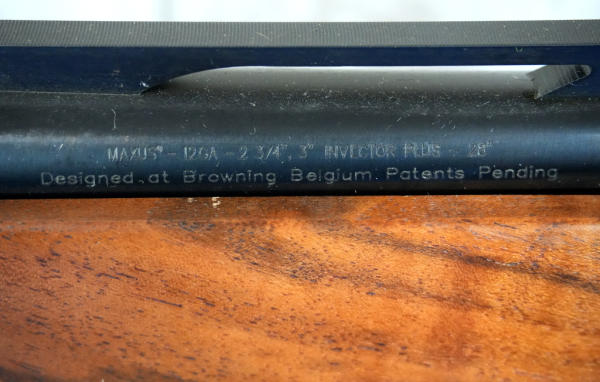 MAXUS" - 12GA - 2 3/4", 3" INVECTOR PLUS - 28"
Designed at Browning Belgium. Patents Pending